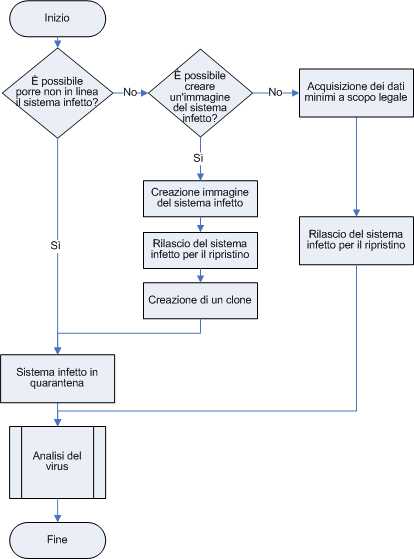 Inizio
È possibile
porre non in linea
il sistema infetto?
No
È possibile
creare
un'immagine
del sistema
infetto?
No
Acquisizione dei dati
minimi a scopo legale
Sì
Creazione immagine
del sistema infetto
Rilascio del sistema
infetto per il ripristino
Rilascio del sistema
infetto per il ripristino
Sì
Creazione di un clone
Sistema infetto in
quarantena
Analisi del
virus
Fine